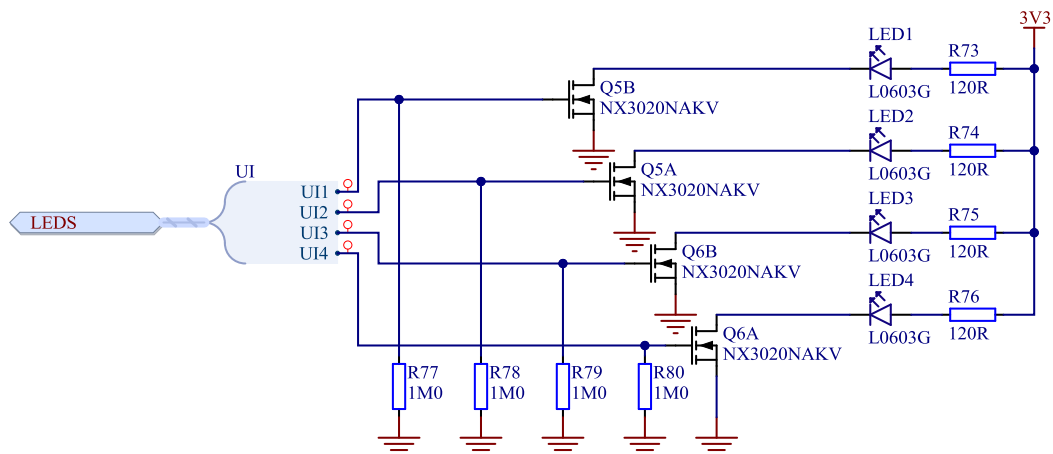 3V3
LED1
R73
L0603G
120R
Q5B
NX3020NAKV
LED2
R74
L0603G
120R
Q5A
NX3020NAKV
UI
UI1
UI2
UI3
UI4
LEDS
LED3
R75
L0603G
120R
Q6B
NX3020NAKV
LED4
R76
L0603G
120R
Q6A
NX3020NAKV
R77
1M0
R78
1M0
R79
1M0
R80
1M0